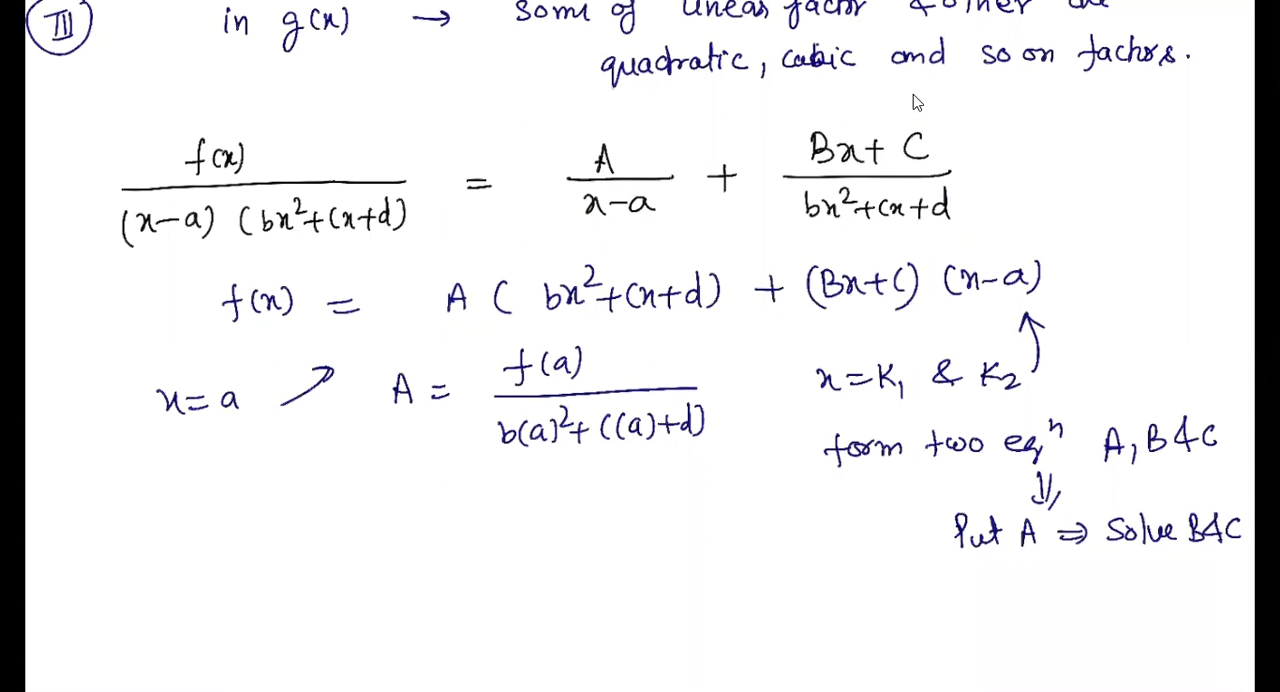 III in g(x) → some of linear factor & other are
quadratic, cubic and so on factors.
f(x) / (x-a) (bx²+cx+d) = A / x-a + Bx+C / bx²+cx+d
f(x) = A ( bx²+cx+d) + (Bx+C) (x-a)
x=a ↗ A = f(a) / b(a)²+c(a)+d)
x=K₁ & K₂
form two eqⁿ A, B & C
⇓
Put A ⇒ Solve B&C